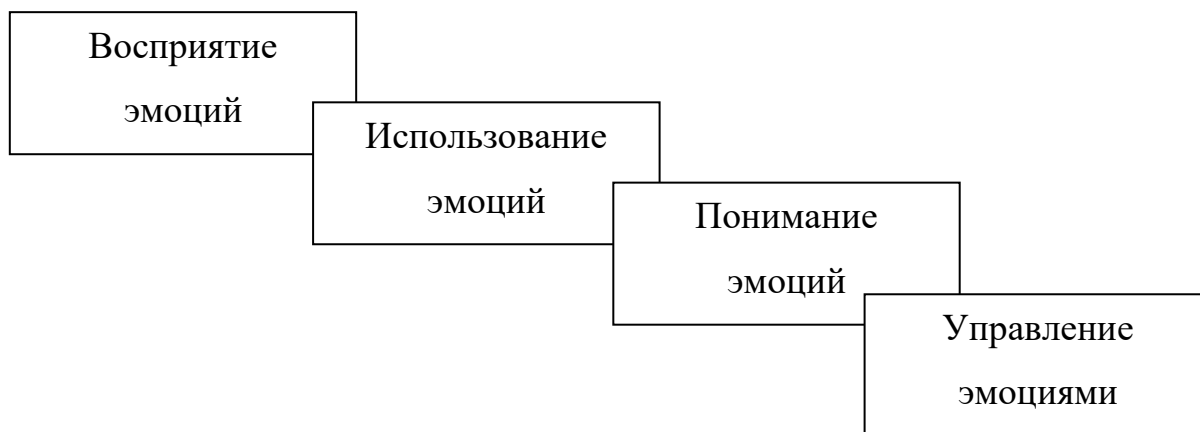 Восприятие
эмоций
Использование
эмоций
Понимание
эмоций
Управление
эмоциями